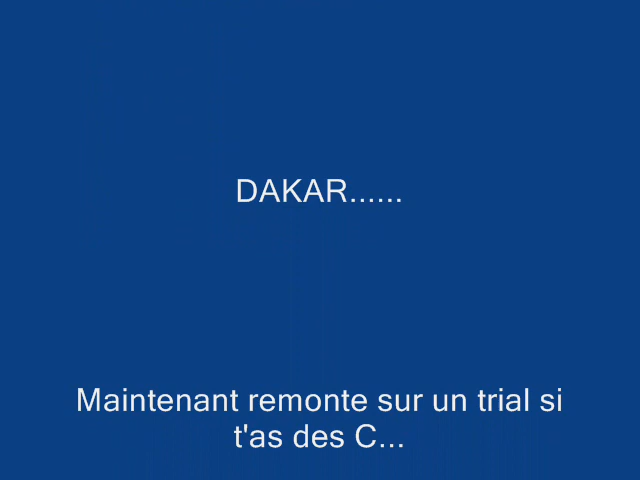 DAKAR......
Maintenant remonte sur un trial si
t'as des C...